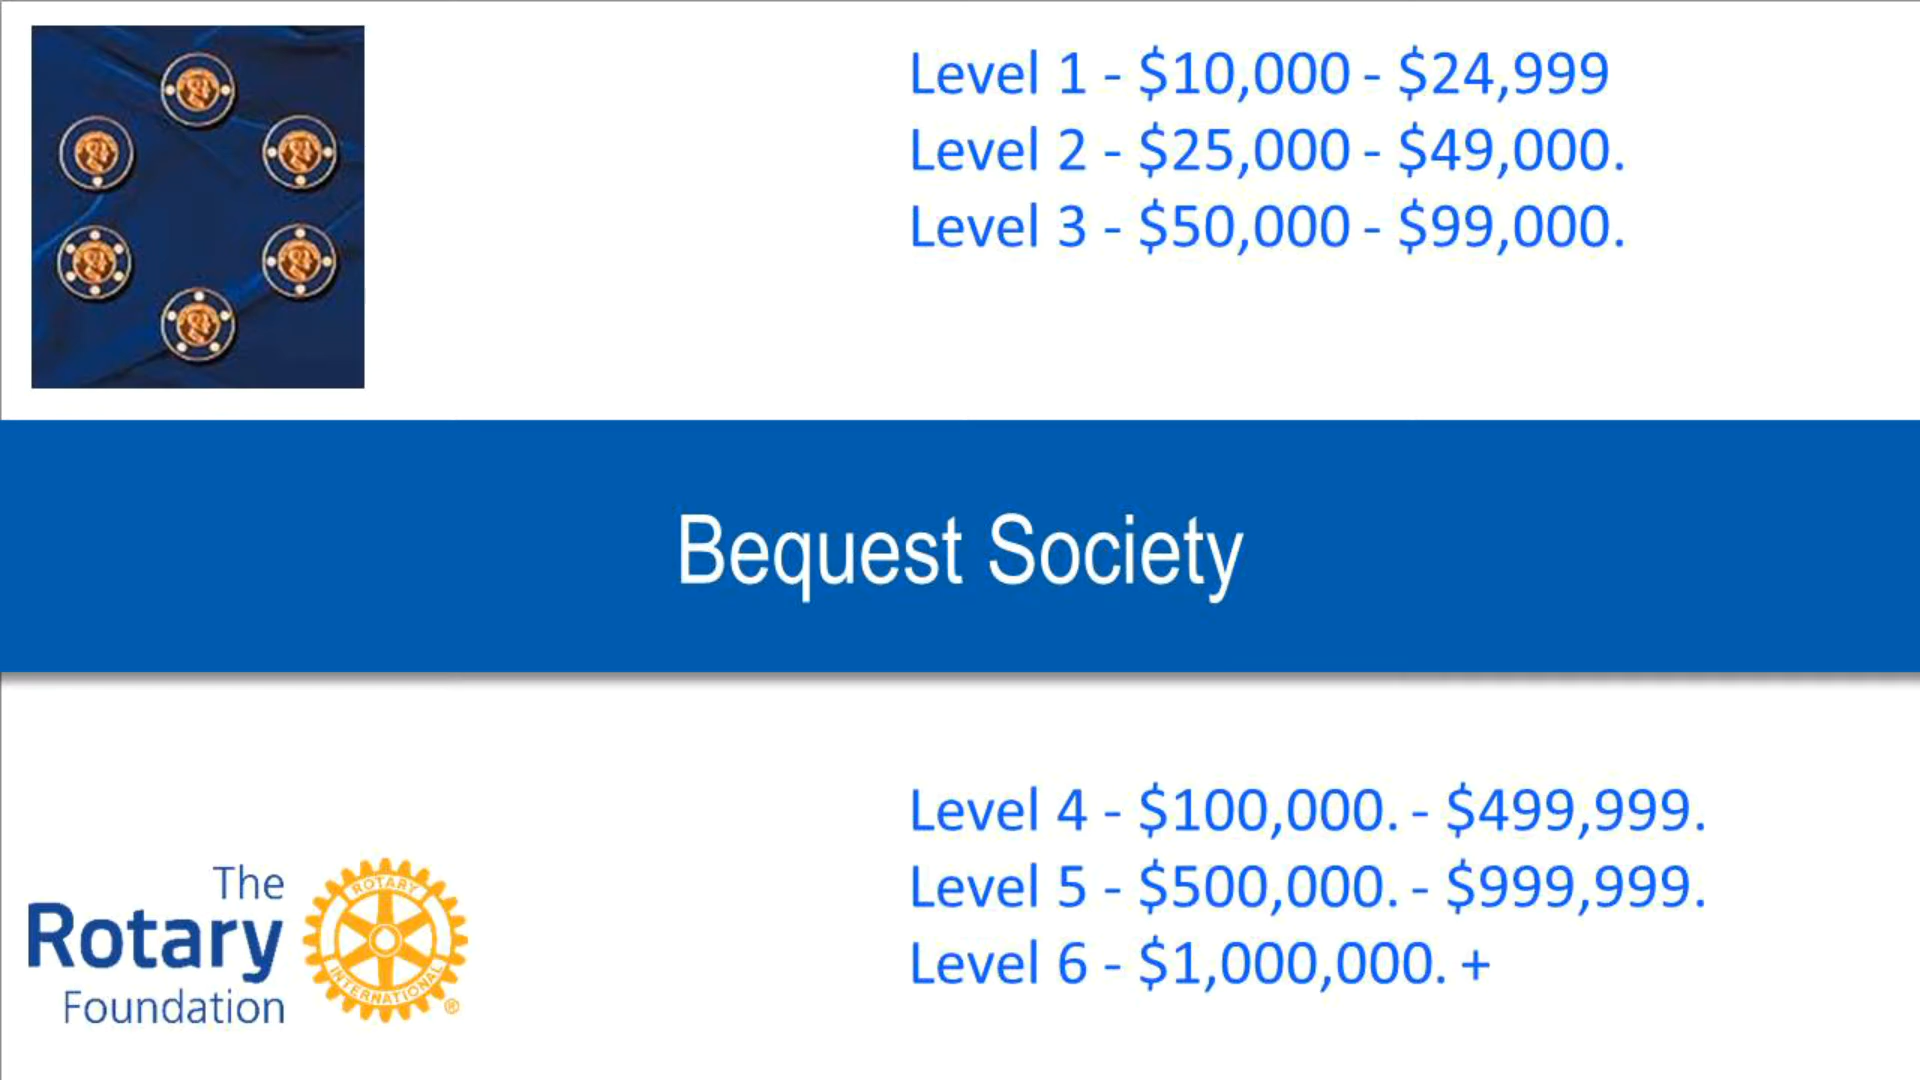 Level 1 - $10,000 - $24,999
Level 2 - $25,000 - $49,000.
Level 3 - $50,000 - $99,000.
Bequest Society
Level 4 - $100,000. - $499,999.
Level 5 - $500,000. - $999,999.
Level 6 - $1,000,000. +
The
Rotary
Foundation
ROTARY
INTERNATIONAL
®